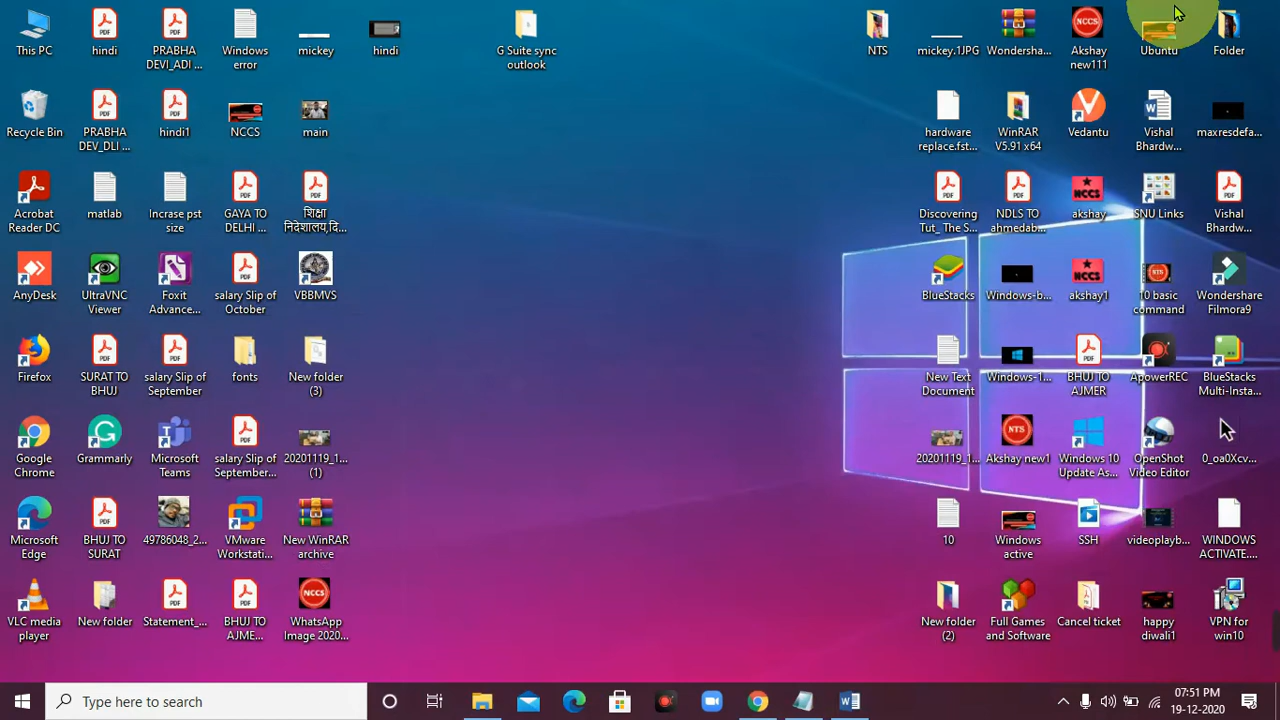 This PC
hindi
PRABHA
DEVI_ADI ...
Windows
error
mickey
hindi
G Suite sync
outlook
NTS
mickey.1JPG
Wondersha...
Akshay
new111
Ubuntu
Folder
Recycle Bin
PRABHA
DEV_DLI ...
hindi1
NCCS
main
hardware
replace.fst...
WinRAR
V5.91 x64
Vedantu
Vishal
Bhardw...
maxresdefa...
Acrobat
Reader DC
matlab
Incrase pst
size
GAYA TO
DELHI ...
शिक्षा
निदेशालय,दि...
Discovering
Tut_ The S...
NDLS TO
ahmedab...
akshay
SNU Links
Vishal
Bhardw...
AnyDesk
UltraVNC
Viewer
Foxit
Advance...
salary Slip of
October
VBBMVS
BlueStacks
Windows-b...
akshay1
10 basic
command
Wondershare
Filmora9
Firefox
SURAT TO
BHUJ
salary Slip of
September
fonts
New folder
(3)
New Text
Document
Windows-1...
BHUJ TO
AJMER
ApowerREC
BlueStacks
Multi-Insta...
Google
Chrome
Grammarly
Microsoft
Teams
salary Slip of
September...
20201119_1...
(1)
20201119_1...
NTS
Akshay new1
Windows 10
Update As...
OpenShot
Video Editor
0_oa0Xcv...
Microsoft
Edge
BHUJ TO
SURAT
49786048_2...
VMware
Workstati...
New WinRAR
archive
10
Windows
active
SSH
videoplayb...
WINDOWS
ACTIVATE....
VLC media
player
New folder
Statement_...
BHUJ TO
AJME...
NCCS
WhatsApp
Image 2020...
New folder
(2)
Full Games
and Software
Cancel ticket
happy
diwali1
VPN for
win10
Type here to search
07:51 PM
19-12-2020